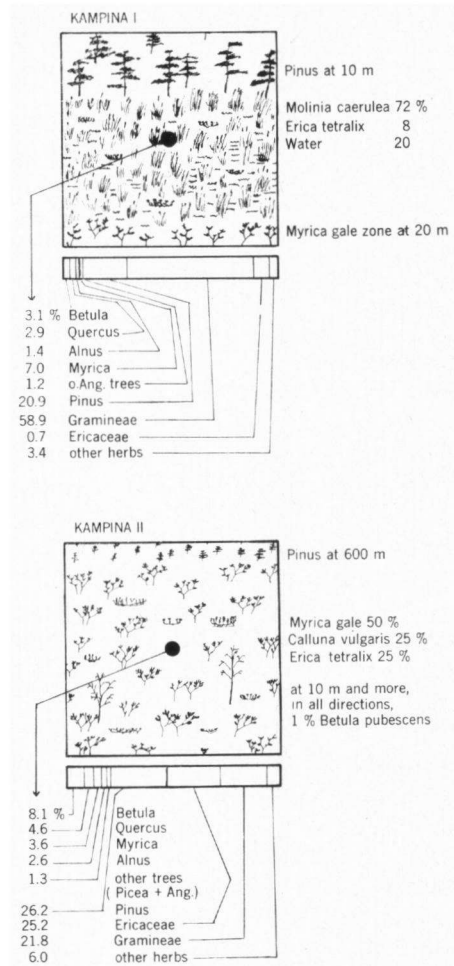 KAMPINA I
Pinus at 10 m
Molinia caerulea 72 %
Erica tetralix 8
Water 20
Myrica gale zone at 20 m
3.1 % Betula
2.9 Quercus
1.4 Alnus
7.0 Myrica
1.2 o.Ang. trees
20.9 Pinus
58.9 Gramineae
0.7 Ericaceae
3.4 other herbs
KAMPINA II
Pinus at 600 m
Myrica gale 50 %
Calluna vulgaris 25 %
Erica tetralix 25 %
at 10 m and more,
in all directions,
1 % Betula pubescens
8.1 % Betula
4.6 Quercus
3.6 Myrica
2.6 Alnus
1.3 other trees
( Picea + Ang.)
26.2 Pinus
25.2 Ericaceae
21.8 Gramineae
6.0 other herbs